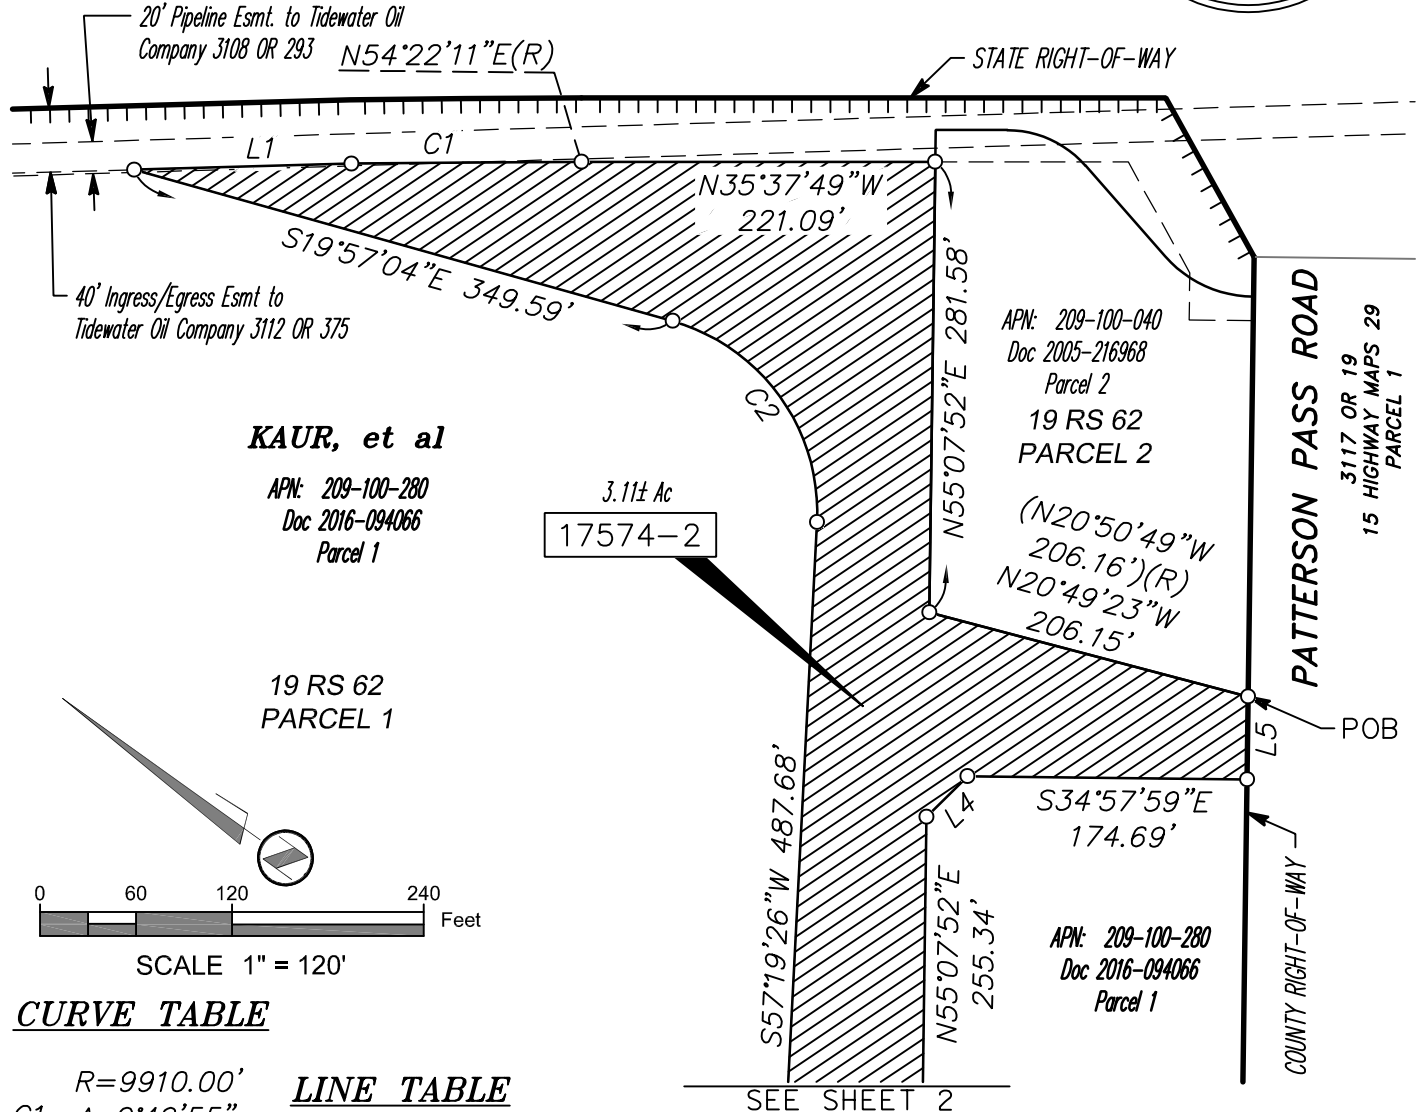 20' Pipeline Esmt. to Tidewater Oil
Company 3108 OR 293
N54°22'11"E(R)
STATE RIGHT-OF-WAY
L1
C1
N35°37'49"W
221.09'
S19°57'04"E 349.59'
40' Ingress/Egress Esmt to
Tidewater Oil Company 3112 OR 375
N55°07'52"E 281.58'
APN: 209-100-040
Doc 2005-216968
Parcel 2
19 RS 62
PARCEL 2
PATTERSON PASS ROAD
3117 OR 19
15 HIGHWAY MAPS 29
PARCEL 1
C2
KAUR, et al
APN: 209-100-280
Doc 2016-094066
Parcel 1
3.11± Ac
17574-2
(N20°50'49"W
206.16')(R)
N20°49'23"W
206.15'
19 RS 62
PARCEL 1
POB
L5
S57°19'26"W 487.68'
L4
S34°57'59"E
174.69'
N55°07'52"E
255.34'
COUNTY RIGHT-OF-WAY
APN: 209-100-280
Doc 2016-094066
Parcel 1
0 60 120 240
Feet
SCALE 1" = 120'
CURVE TABLE
R=9910.00'
LINE TABLE
SEE SHEET 2